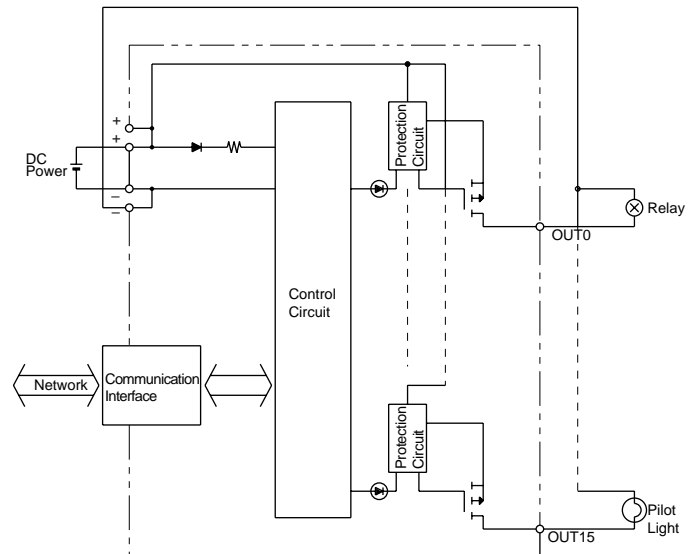 +
+
DC
Power
−
−
Protection
Circuit
Relay
OUT0
Control
Circuit
Network
Communication
Interface
Protection
Circuit
Pilot
Light
OUT15